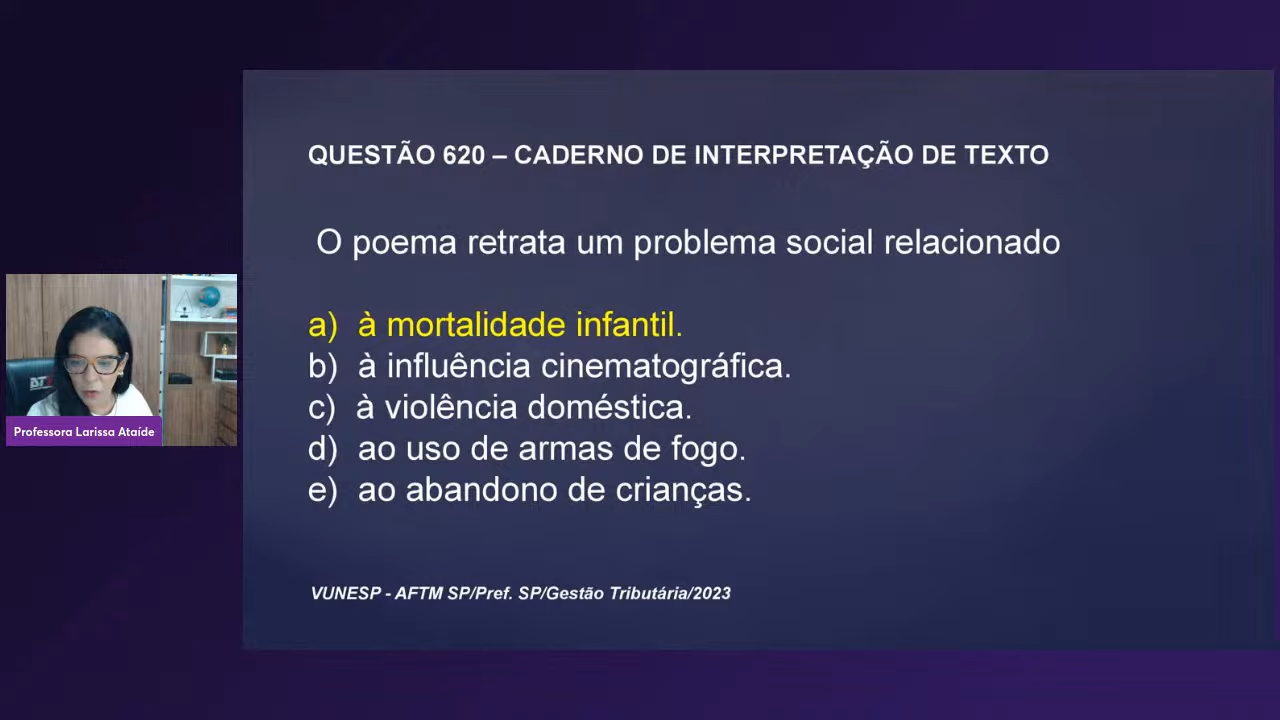 QUESTÃO 620 – CADERNO DE INTERPRETAÇÃO DE TEXTO
O poema retrata um problema social relacionado
a) à mortalidade infantil.
b) à influência cinematográfica.
c) à violência doméstica.
d) ao uso de armas de fogo.
e) ao abandono de crianças.
Professora Larissa Ataíde
VUNESP - AFTM SP/Pref. SP/Gestão Tributária/2023